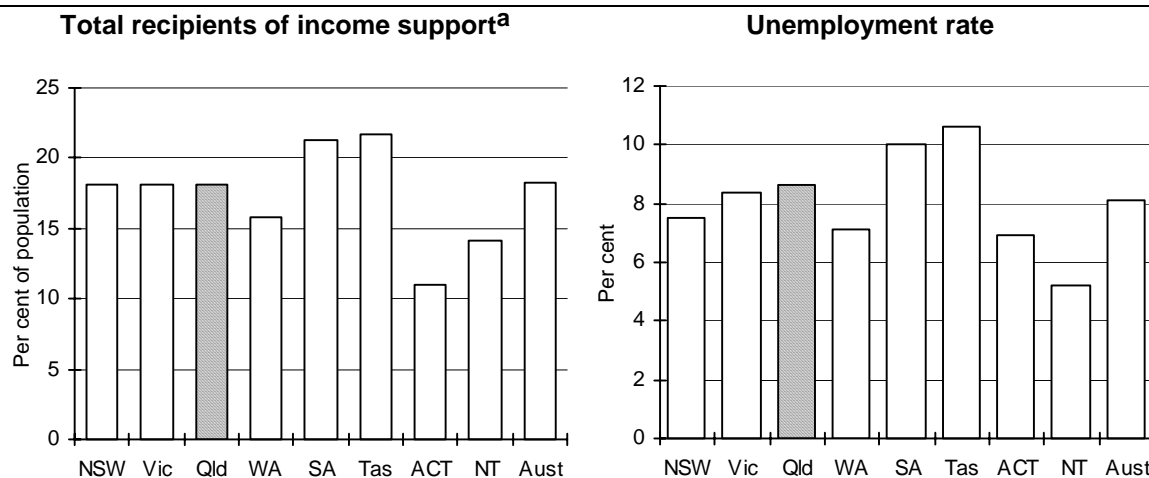 Total recipients of income supportᵃ
Per cent of population
25
20
15
10
5
0
NSW Vic Qld WA SA Tas ACT NT Aust
Unemployment rate
Per cent
12
10
8
6
4
2
0
NSW Vic Qld WA SA Tas ACT NT Aust